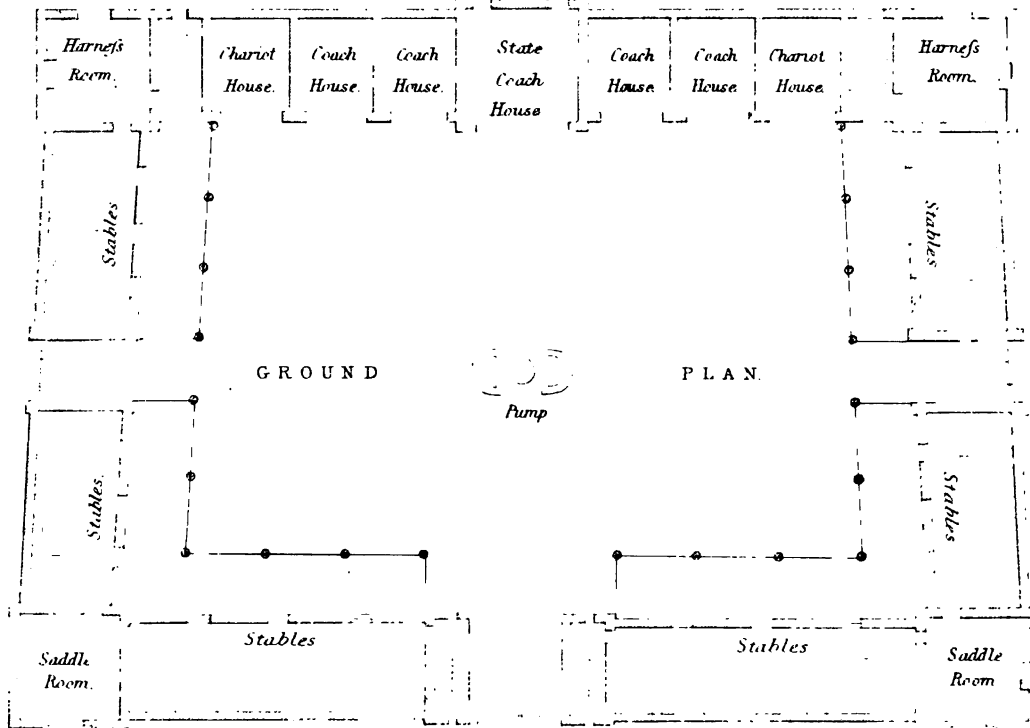 Harneſs
Room.
Chariot
House.
Coach
House.
Coach
House.
State
Coach
House
Coach
House
Coach
House.
Chariot
House.
Harneſs
Room.
Stables
Stables
GROUND PLAN.
Pump
Stables.
Stables
Stables
Stables
Saddle
Room.
Saddle
Room